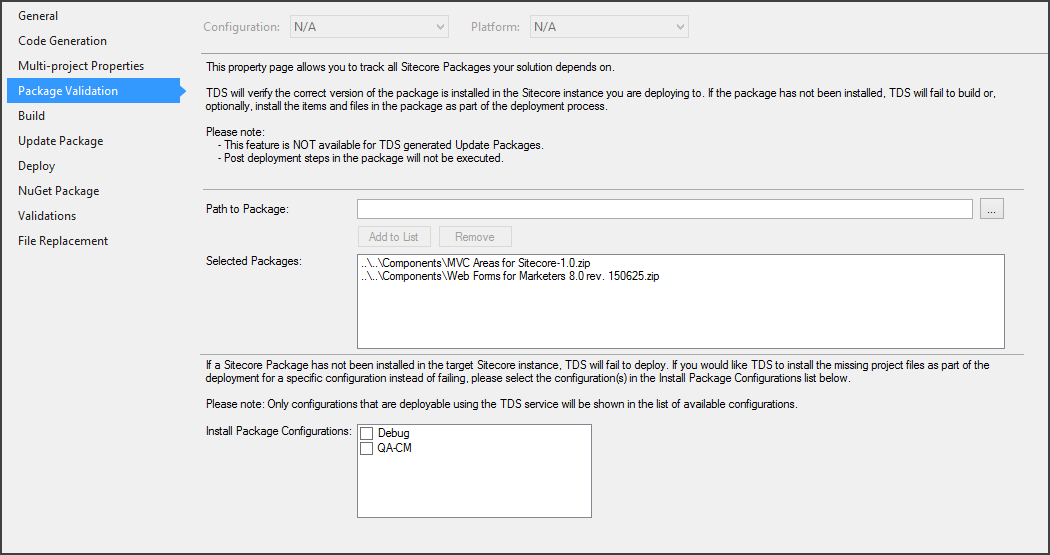 General
Code Generation
Multi-project Properties
Package Validation
Build
Update Package
Deploy
NuGet Package
Validations
File Replacement
Configuration: N/A Platform: N/A
This property page allows you to track all Sitecore Packages your solution depends on.
TDS will verify the correct version of the package is installed in the Sitecore instance you are deploying to. If the package has not been installed, TDS will fail to build or,
optionally, install the items and files in the package as part of the deployment process.
Please note:
- This feature is NOT available for TDS generated Update Packages.
- Post deployment steps in the package will not be executed.
Path to Package: ...
Add to List Remove
Selected Packages:
..\..\Components\MVC Areas for Sitecore-1.0.zip
..\..\Components\Web Forms for Marketers 8.0 rev. 150625.zip
If a Sitecore Package has not been installed in the target Sitecore instance, TDS will fail to deploy. If you would like TDS to install the missing project files as part of the
deployment for a specific configuration instead of failing, please select the configuration(s) in the Install Package Configurations list below.
Please note: Only configurations that are deployable using the TDS service will be shown in the list of available configurations.
Install Package Configurations:
Debug
QA-CM